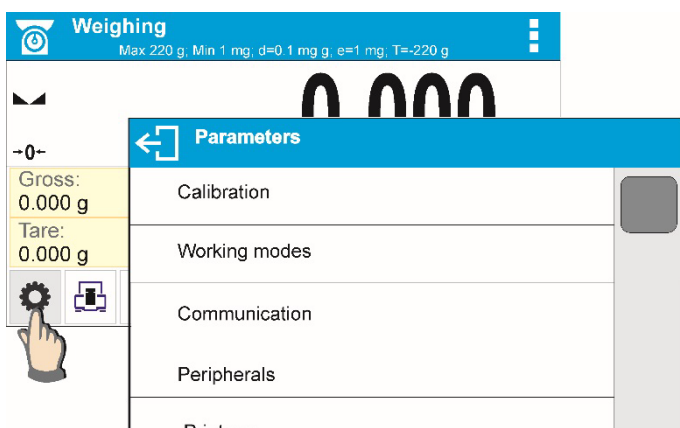 Weighing
Max 220 g; Min 1 mg; d=0.1 mg g; e=1 mg; T=-220 g
0.000
→0←
Parameters
Gross:
0.000 g
Tare:
0.000 g
Calibration
Working modes
Communication
Peripherals